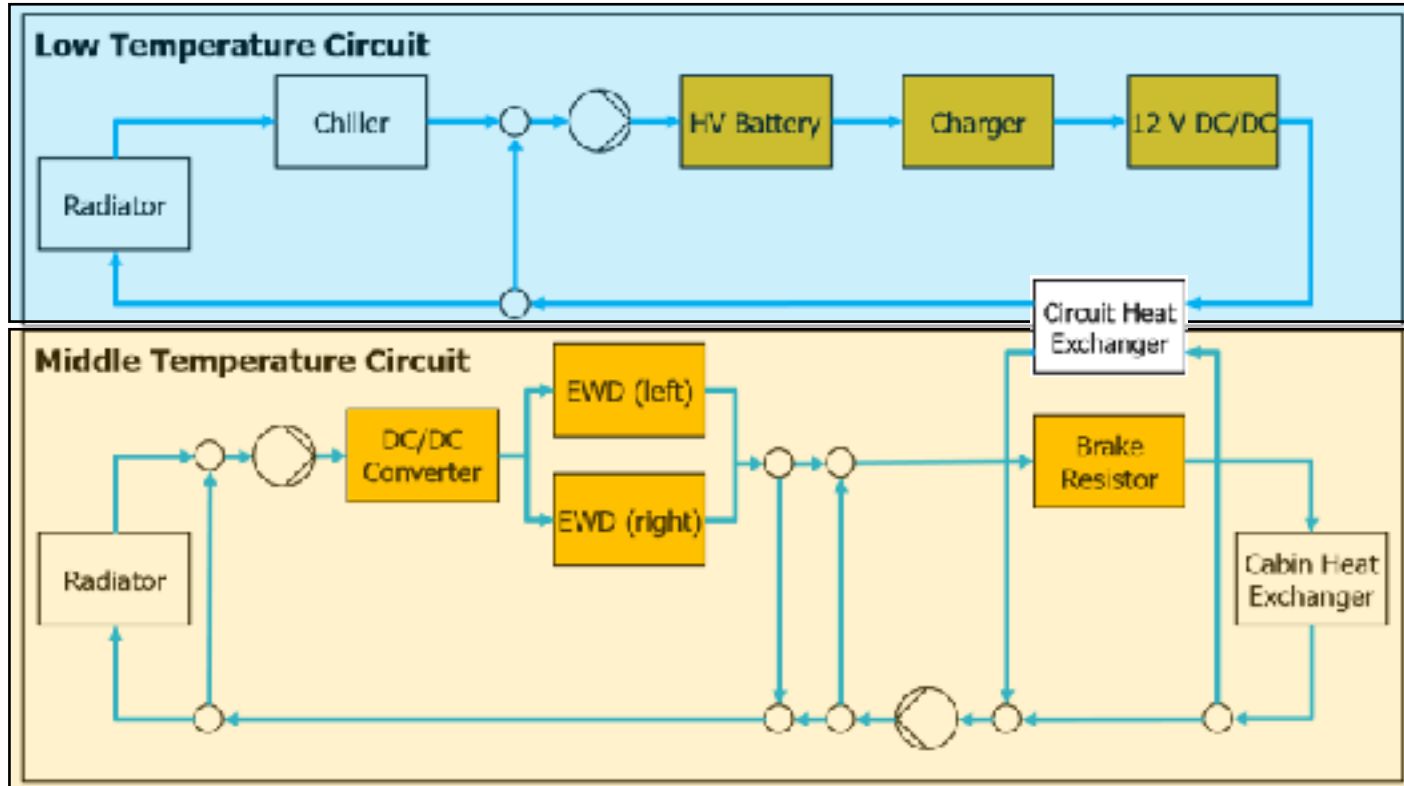 Low Temperature Circuit
Chiller
HV Battery
Charger
12 V DC/DC
Radiator
Circuit Heat
Exchanger
Middle Temperature Circuit
EWD (left)
DC/DC
Converter
Brake
Resistor
EWD (right)
Radiator
Cabin Heat
Exchanger